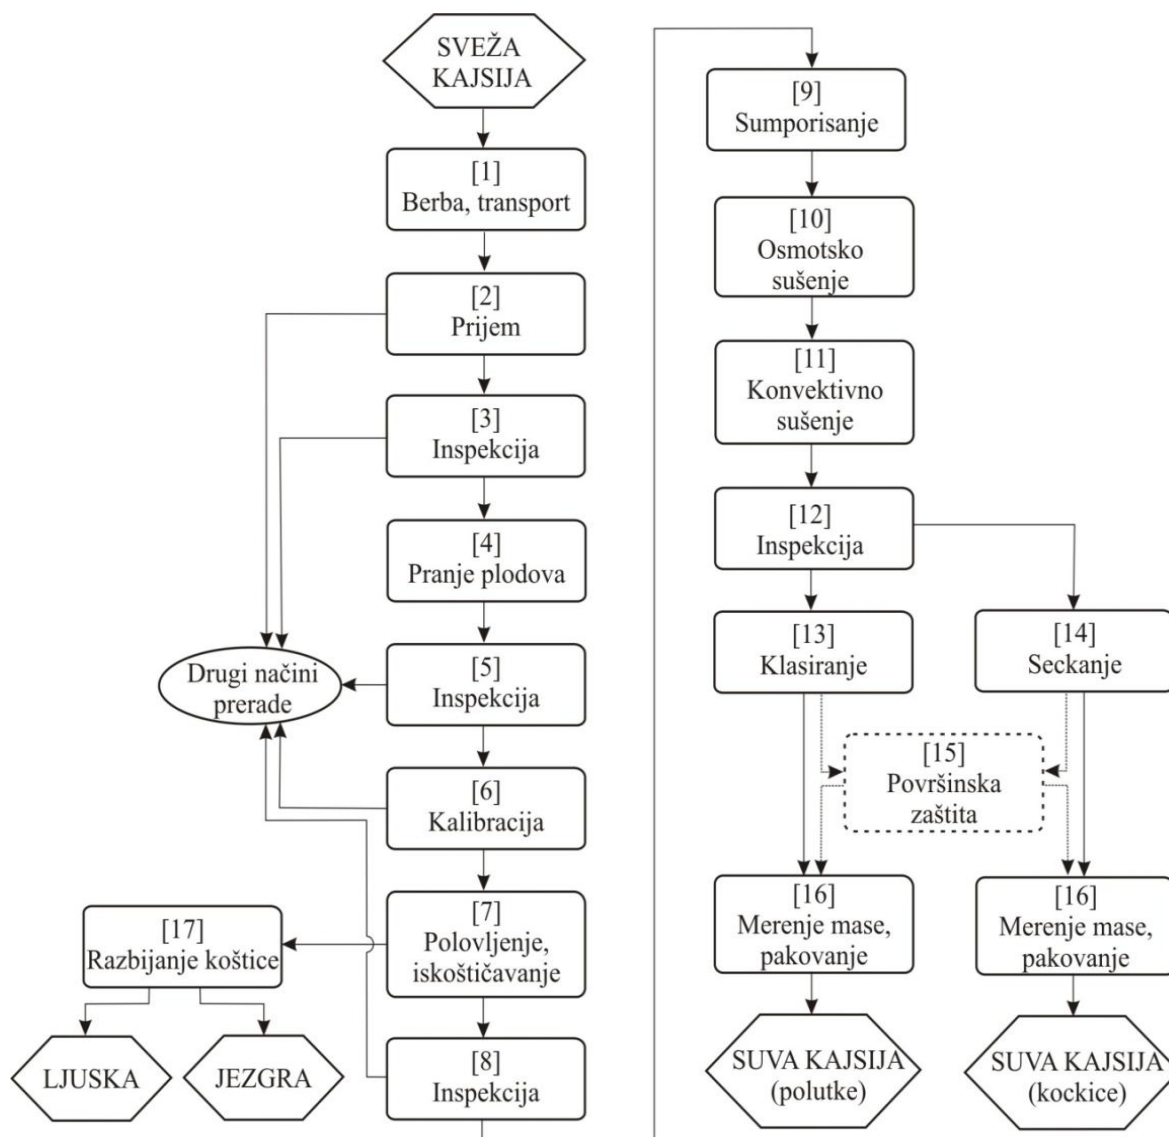 SVEŽA
KAJSIJA
[1]
Berba, transport
[2]
Prijem
[3]
Inspekcija
[4]
Pranje plodova
Drugi načini
prerade
[5]
Inspekcija
[6]
Kalibracija
[7]
Polovljenje,
iskoštičavanje
[17]
Razbijanje koštice
LJUSKA
JEZGRA
[8]
Inspekcija
[9]
Sumporisanje
[10]
Osmotsko
sušenje
[11]
Konvektivno
sušenje
[12]
Inspekcija
[13]
Klasiranje
[14]
Seckanje
[15]
Površinska
zaštita
[16]
Merenje mase,
pakovanje
[16]
Merenje mase,
pakovanje
SUVA KAJSIJA
(polutke)
SUVA KAJSIJA
(kockice)